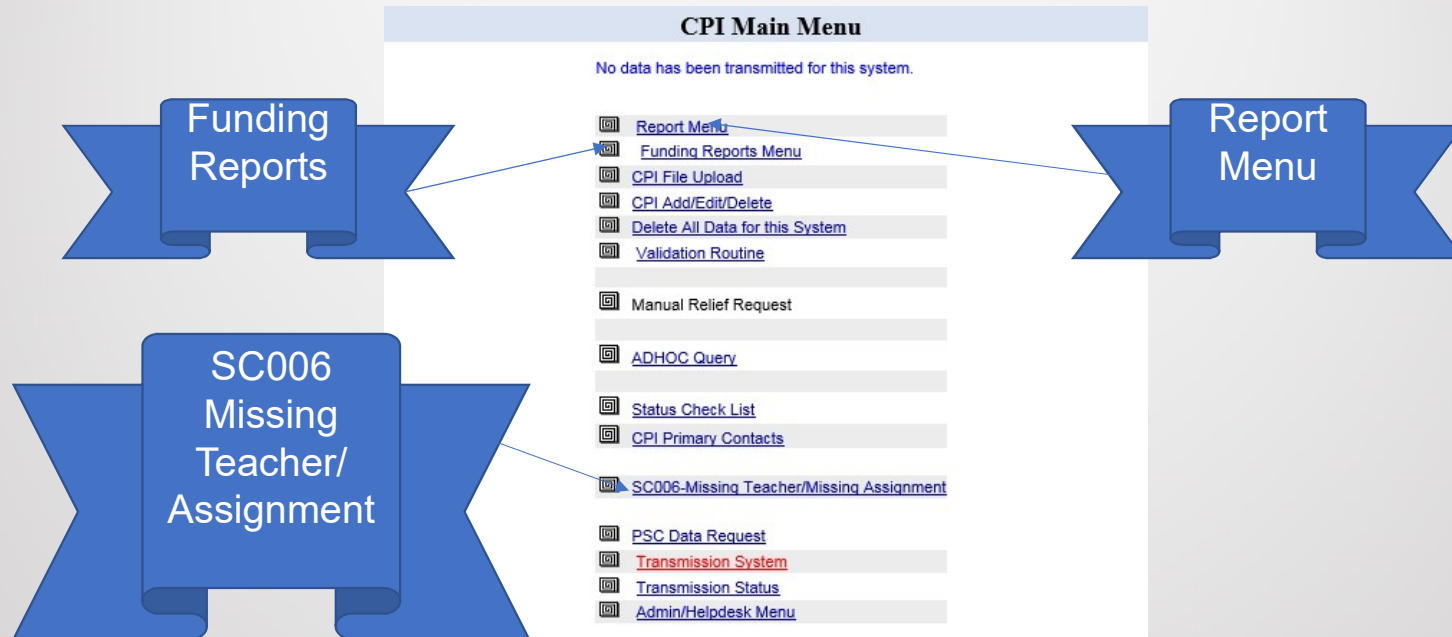 CPI Main Menu
No data has been transmitted for this system.
Funding
Reports
Report
Menu
Report Menu
Funding Reports Menu
CPI File Upload
CPI Add/Edit/Delete
Delete All Data for this System
Validation Routine
Manual Relief Request
SC006
Missing
Teacher/
Assignment
ADHOC Query
Status Check List
CPI Primary Contacts
SC006-Missing Teacher/Missing Assignment
PSC Data Request
Transmission System
Transmission Status
Admin/Helpdesk Menu